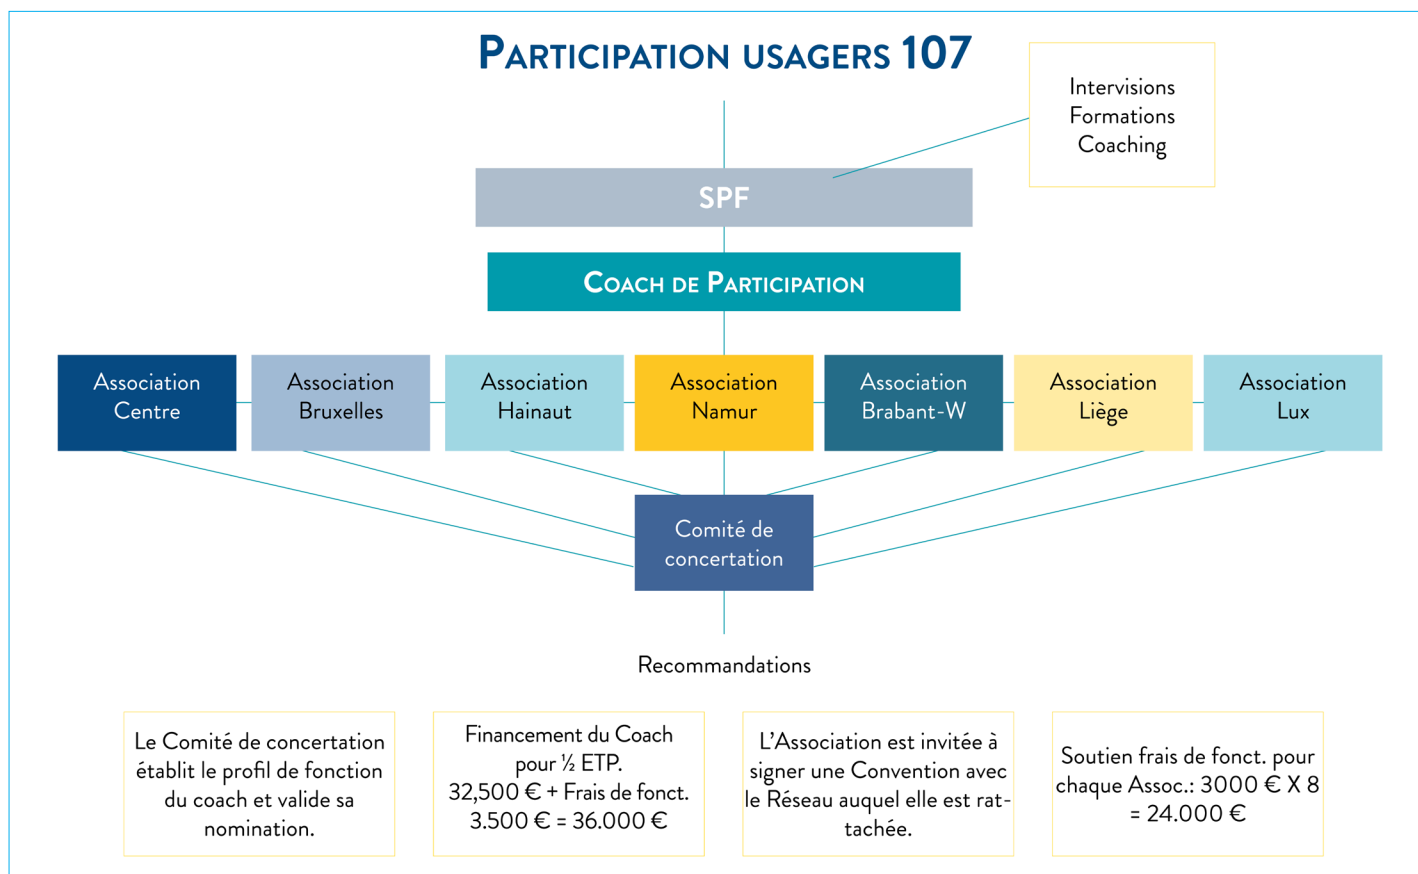 PARTICIPATION USAGERS 107
Intervisions
Formations
Coaching
SPF
COACH DE PARTICIPATION
Association
Centre
Association
Bruxelles
Association
Hainaut
Association
Namur
Association
Brabant-W
Association
Liège
Association
Lux
Comité de
concertation
Recommandations
Le Comité de concertation
établit le profil de fonction
du coach et valide sa
nomination.
Financement du Coach
pour ½ ETP.
32,500 € + Frais de fonct.
3.500 € = 36.000 €
L'Association est invitée à
signer une Convention avec
le Réseau auquel elle est rat-
tachée.
Soutien frais de fonct. pour
chaque Assoc.: 3000 € X 8
= 24.000 €